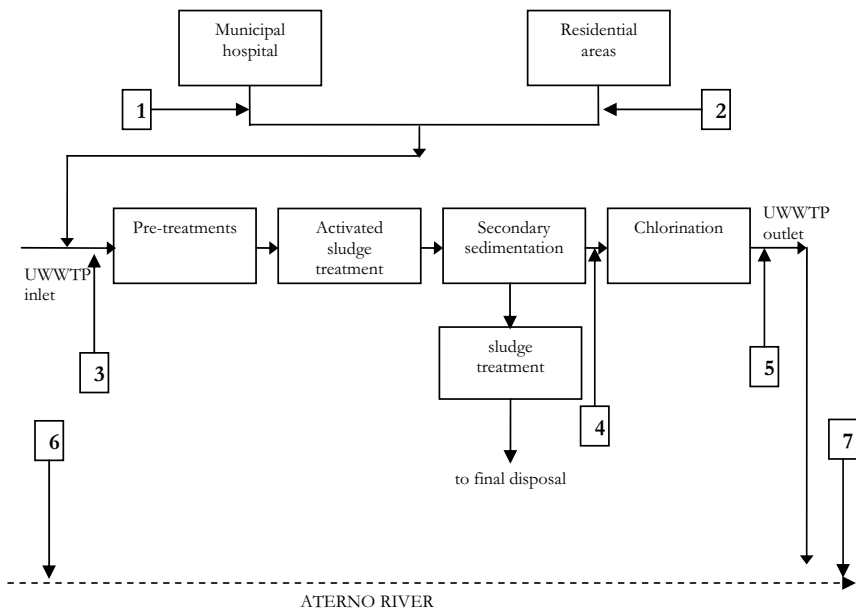 Municipal
hospital
Residential
areas
1
2
Pre-treatments
Activated
sludge
treatment
Secondary
sedimentation
Chlorination
UWWTP
outlet
UWWTP
inlet
sludge
treatment
3
4
5
6
7
to final disposal
ATERNO RIVER